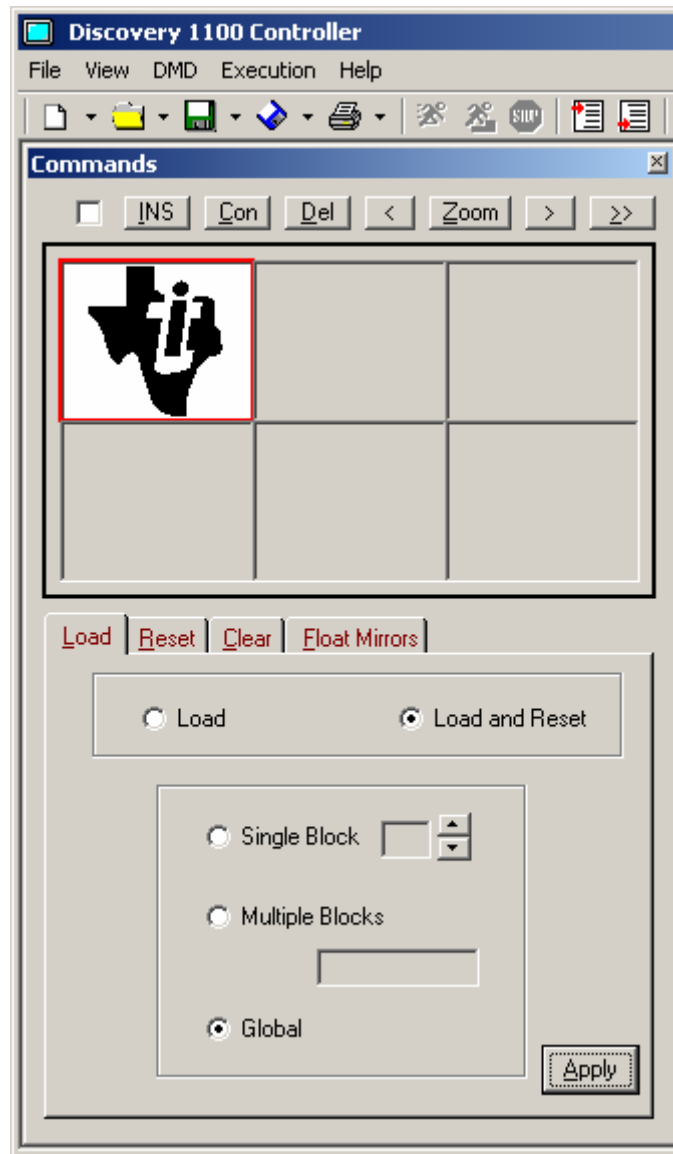 Discovery 1100 Controller
File View DMD Execution Help
STOP
Commands
INS Con Del < Zoom > >>
ti
Load Reset Clear Float Mirrors
Load Load and Reset
Single Block
Multiple Blocks
Global
Apply